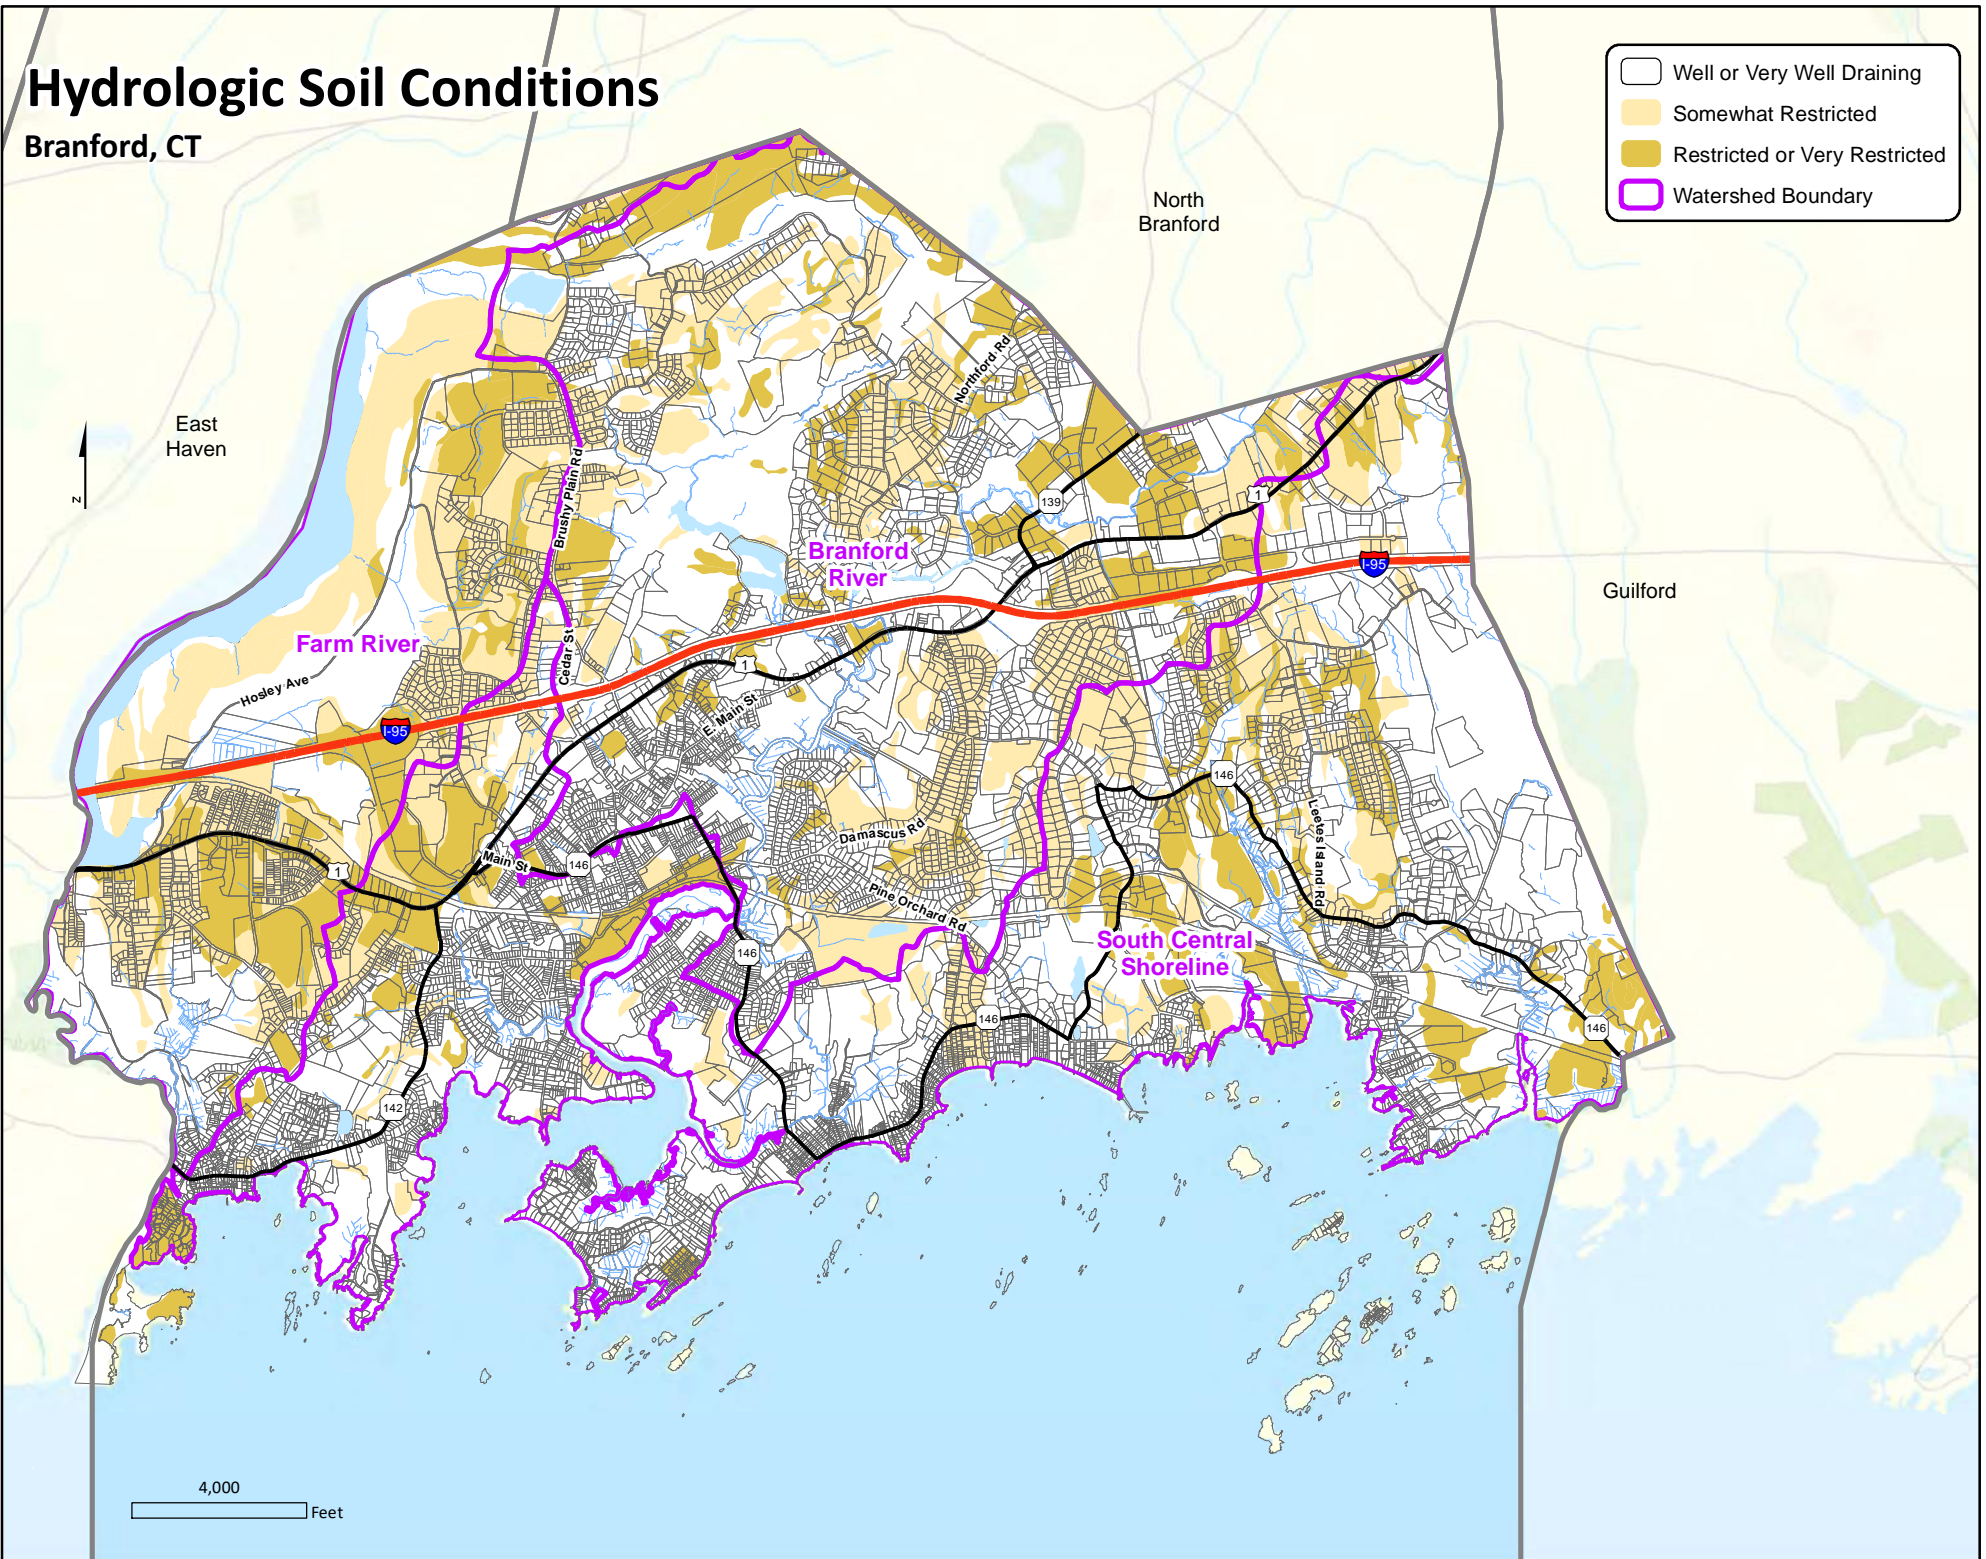 Hydrologic Soil Conditions
Branford, CT
Well or Very Well Draining
Somewhat Restricted
Restricted or Very Restricted
Watershed Boundary
North
Branford
East
Haven
N
Northford Rd
139
1
Brushy Plain Rd
Branford
River
I-95
Guilford
Farm River
Hosley Ave
Cedar St
1
E. Main St
I-95
146
Leetes Island Rd
Damascus Rd
Main St
146
1
Pine Orchard Rd
South Central
Shoreline
146
146
146
142
4,000
Feet